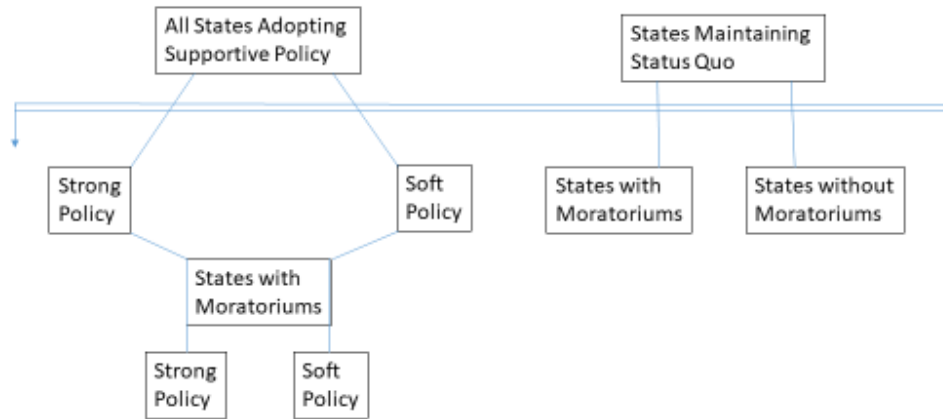 All States Adopting
Supportive Policy
States Maintaining
Status Quo
Strong
Policy
Soft
Policy
States with
Moratoriums
States without
Moratoriums
States with
Moratoriums
Strong
Policy
Soft
Policy